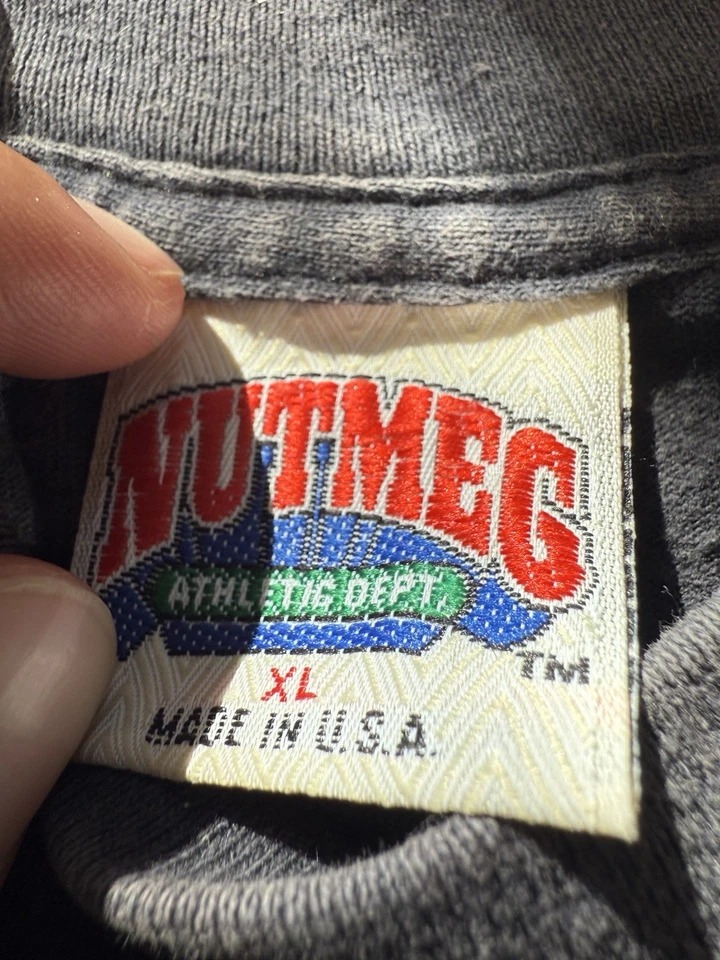 NUTMEG
ATHLETIC DEPT.
TM
XL
MADE IN U.S.A.